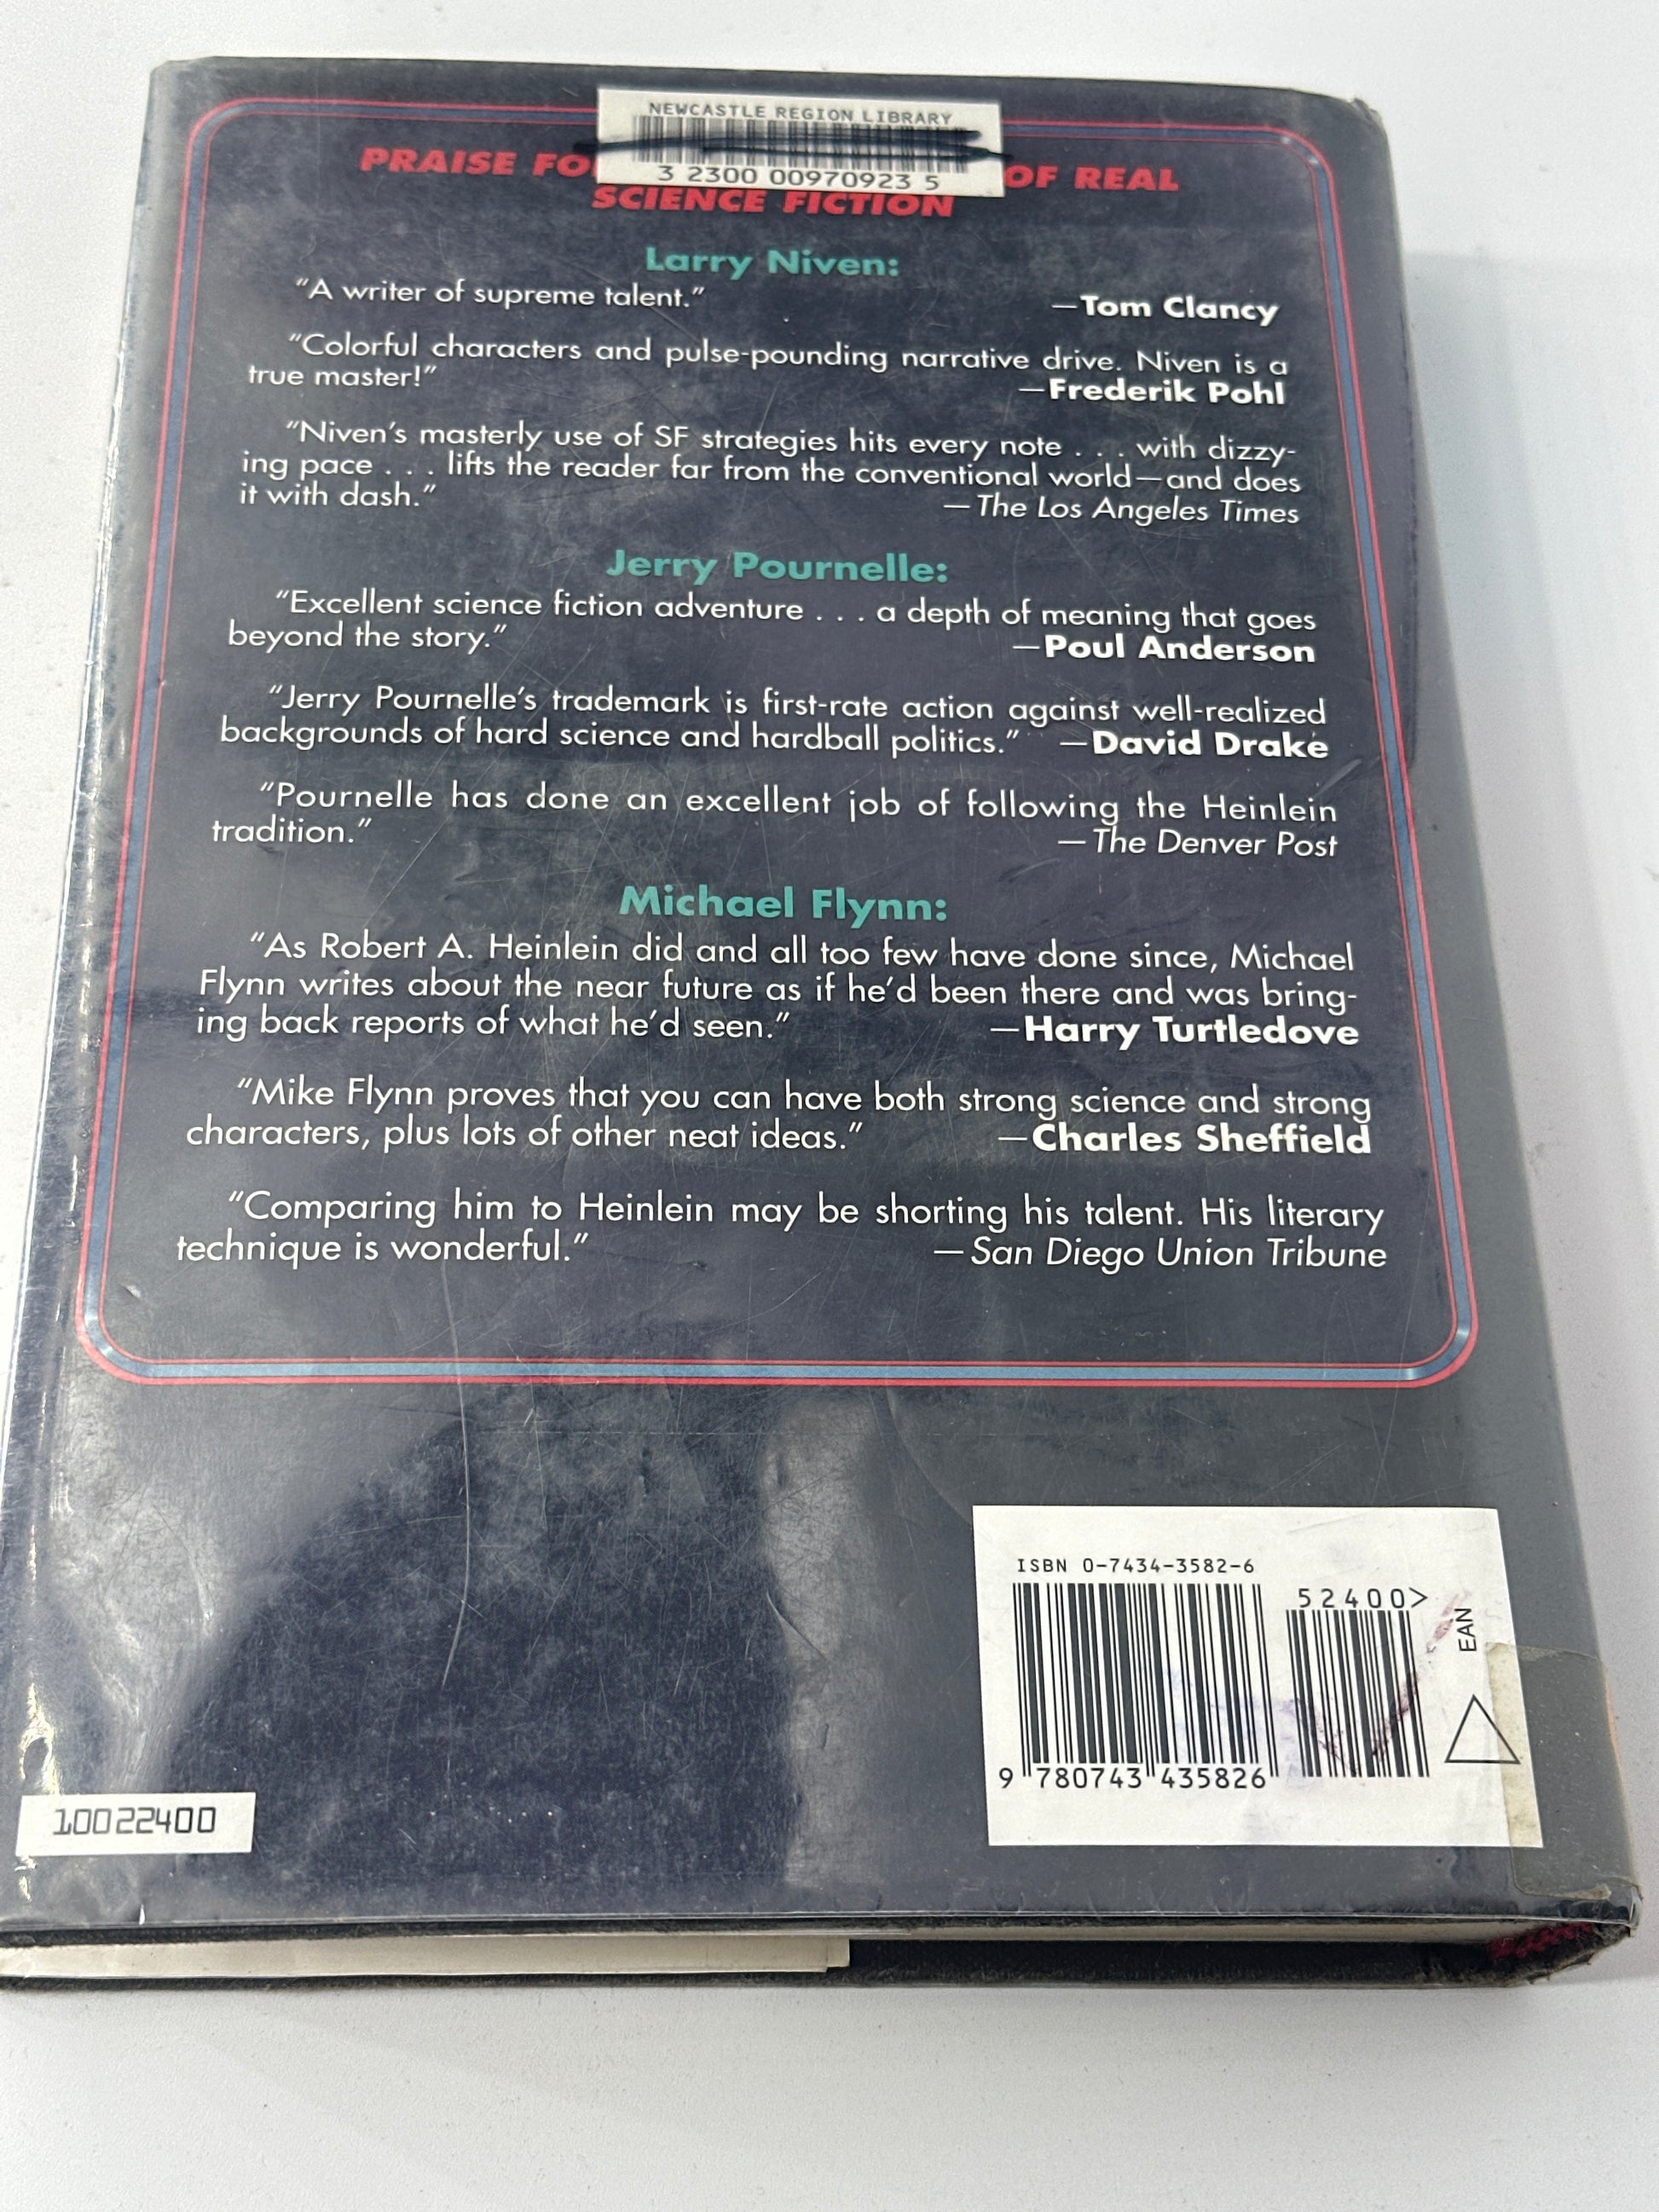 NEWCASTLE REGION LIBRARY
3 2300 00970923 5
PRAISE FO OF REAL
SCIENCE FICTION
Larry Niven:
“A writer of supreme talent.” —Tom Clancy
“Colorful characters and pulse-pounding narrative drive. Niven is a
true master!” —Frederik Pohl
“Niven’s masterly use of SF strategies hits every note . . . with dizzy-
ing pace . . . lifts the reader far from the conventional world—and does
it with dash.” —The Los Angeles Times
Jerry Pournelle:
“Excellent science fiction adventure . . . a depth of meaning that goes
beyond the story.” —Poul Anderson
“Jerry Pournelle’s trademark is first-rate action against well-realized
backgrounds of hard science and hardball politics.” —David Drake
“Pournelle has done an excellent job of following the Heinlein
tradition.” —The Denver Post
Michael Flynn:
“As Robert A. Heinlein did and all too few have done since, Michael
Flynn writes about the near future as if he’d been there and was bring-
ing back reports of what he’d seen.” —Harry Turtledove
“Mike Flynn proves that you can have both strong science and strong
characters, plus lots of other neat ideas.” —Charles Sheffield
“Comparing him to Heinlein may be shorting his talent. His literary
technique is wonderful.” —San Diego Union Tribune
ISBN 0-7434-3582-6
52400>
EAN
9 780743 435826
10022400